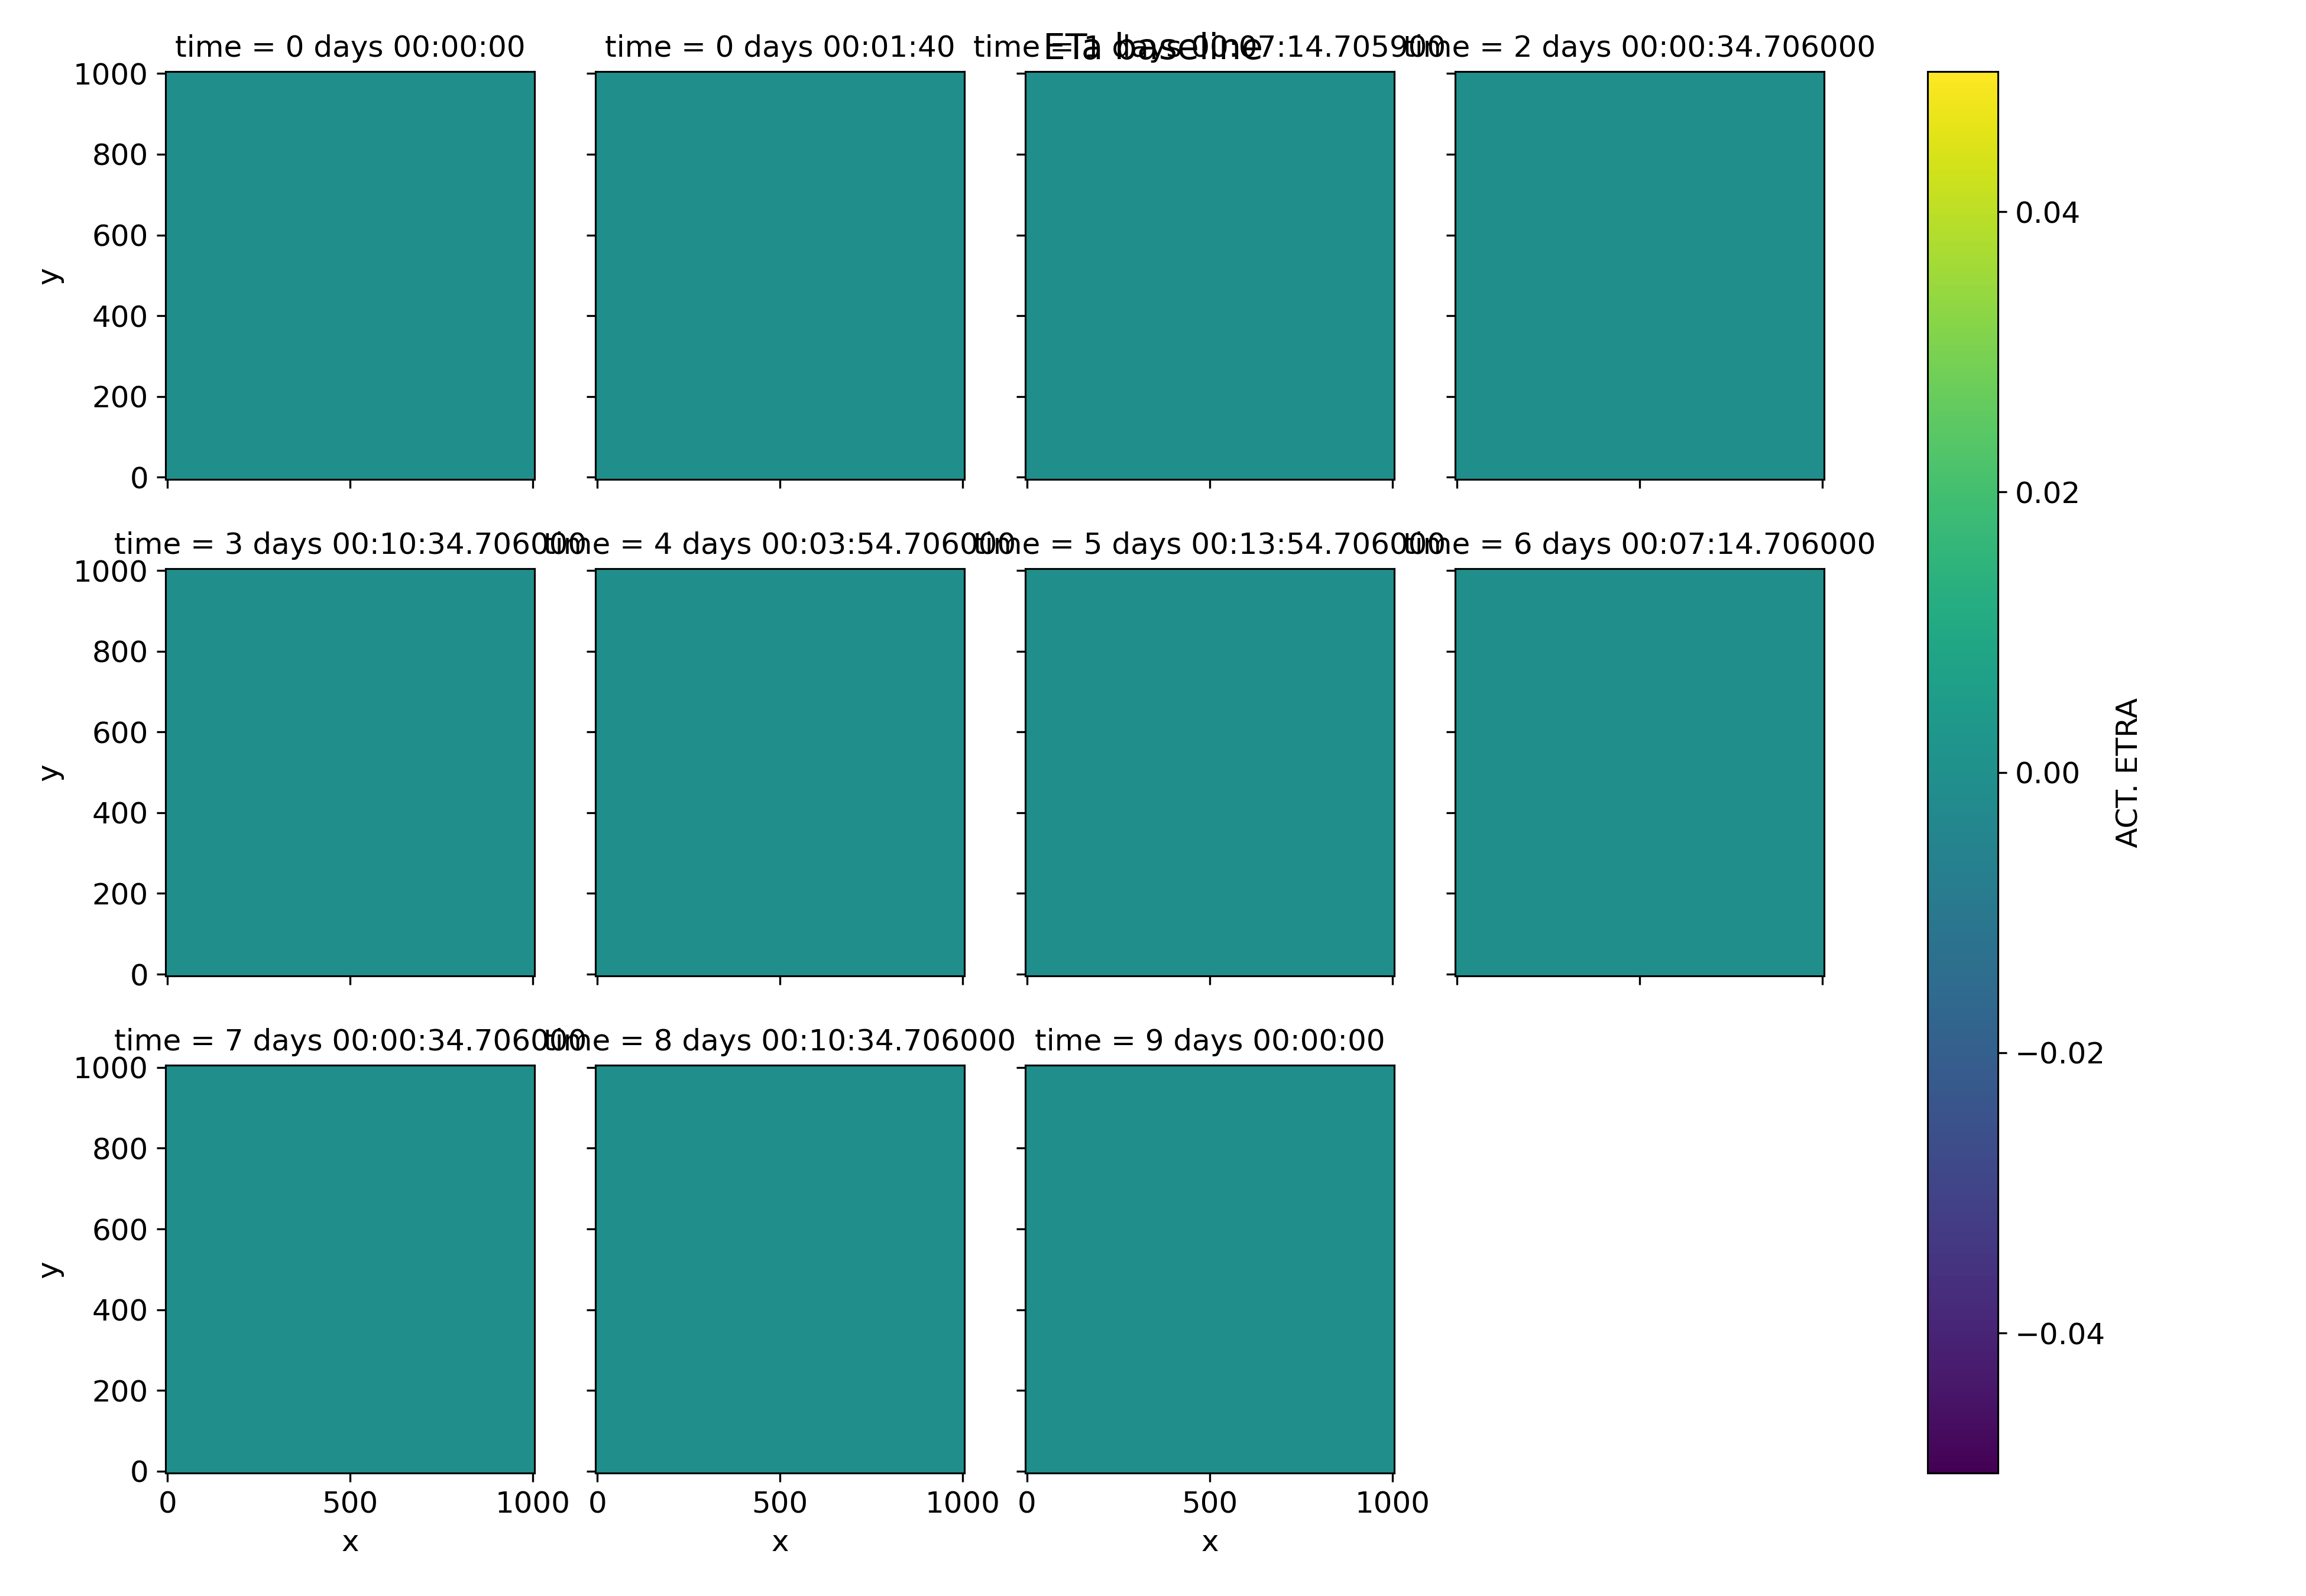 ETa baseline
time = 0 days 00:00:00
time = 0 days 00:01:40
time = 1 days 00:07:14.705900
time = 2 days 00:00:34.706000
1000
800
600
400
200
0
y
time = 3 days 00:10:34.706000
time = 4 days 00:03:54.706000
time = 5 days 00:13:54.706000
time = 6 days 00:07:14.706000
1000
800
600
400
200
0
y
time = 7 days 00:00:34.706000
time = 8 days 00:10:34.706000
time = 9 days 00:00:00
1000
800
600
400
200
0
y
0 500 1000
x
0 500 1000
x
0 500 1000
x
0.04
0.02
0.00
−0.02
−0.04
ACT. ETRA